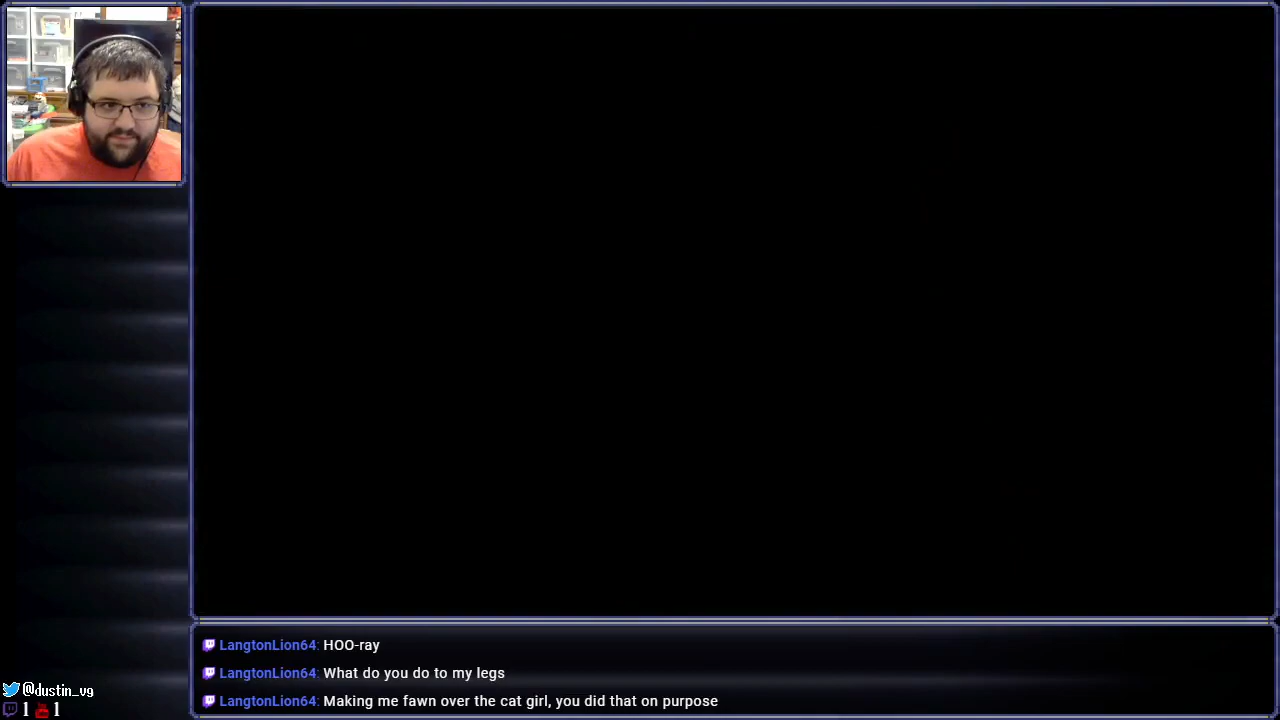 LangtonLion64: HOO-ray
LangtonLion64: What do you do to my legs
LangtonLion64: Making me fawn over the cat girl, you did that on purpose
@dustin_vg
1 1